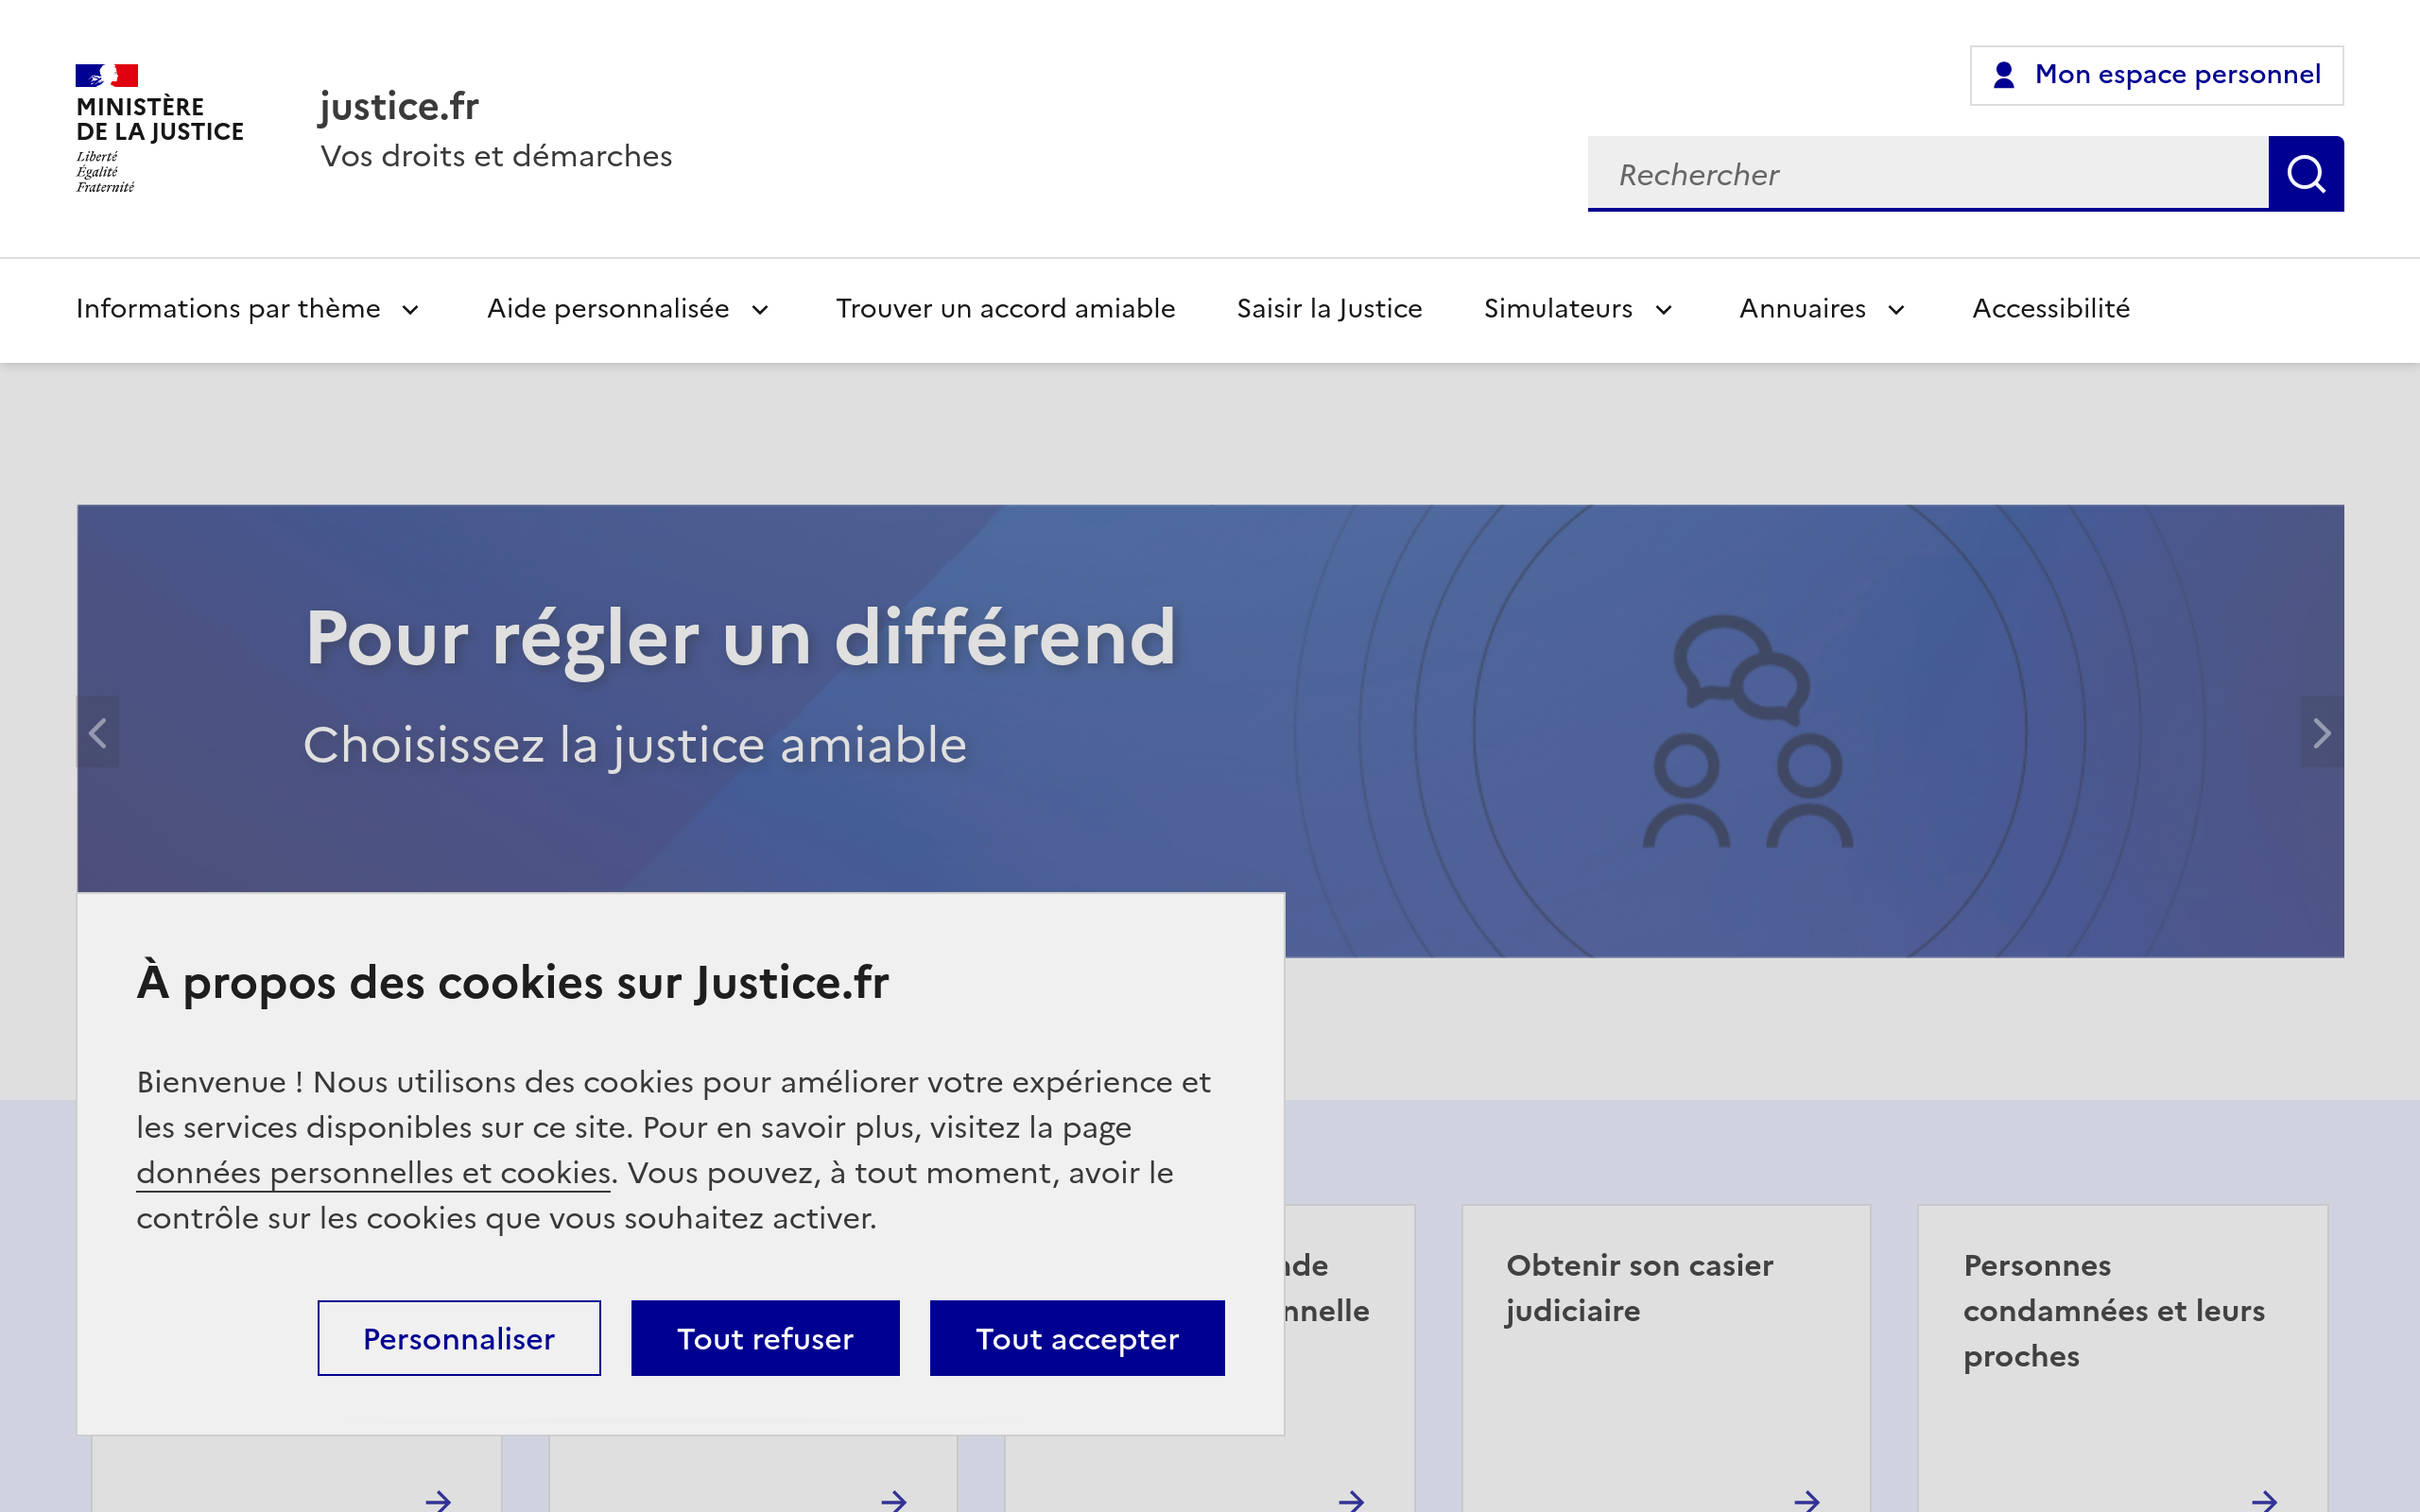 MINISTÈRE
DE LA JUSTICE
Liberté
Égalité
Fraternité
justice.fr
Vos droits et démarches
Mon espace personnel
Rechercher
Informations par thème
Aide personnalisée
Trouver un accord amiable
Saisir la Justice
Simulateurs
Annuaires
Accessibilité
Pour régler un différend
Choisissez la justice amiable
À propos des cookies sur Justice.fr
Bienvenue ! Nous utilisons des cookies pour améliorer votre expérience et
les services disponibles sur ce site. Pour en savoir plus, visitez la page
données personnelles et cookies. Vous pouvez, à tout moment, avoir le
contrôle sur les cookies que vous souhaitez activer.
Personnaliser
Tout refuser
Tout accepter
Obtenir son casier
judiciaire
Personnes
condamnées et leurs
proches